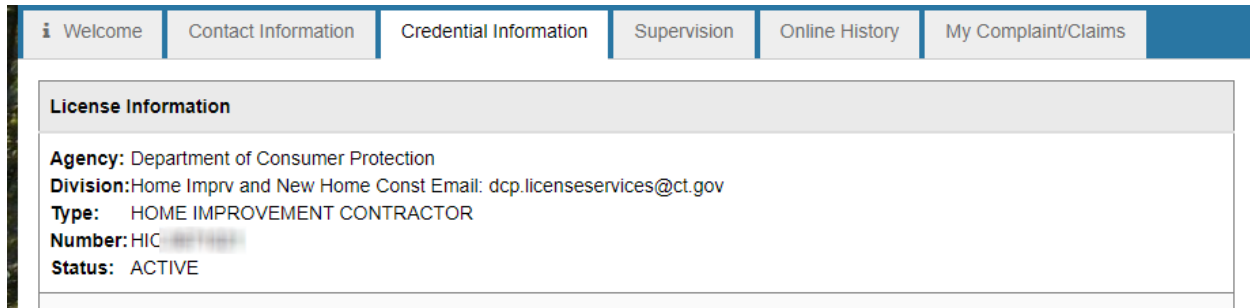 Welcome Contact Information Credential Information Supervision Online History My Complaint/Claims
License Information
Agency: Department of Consumer Protection
Division: Home Imprv and New Home Const Email: dcp.licenseservices@ct.gov
Type: HOME IMPROVEMENT CONTRACTOR
Number: HIC
Status: ACTIVE